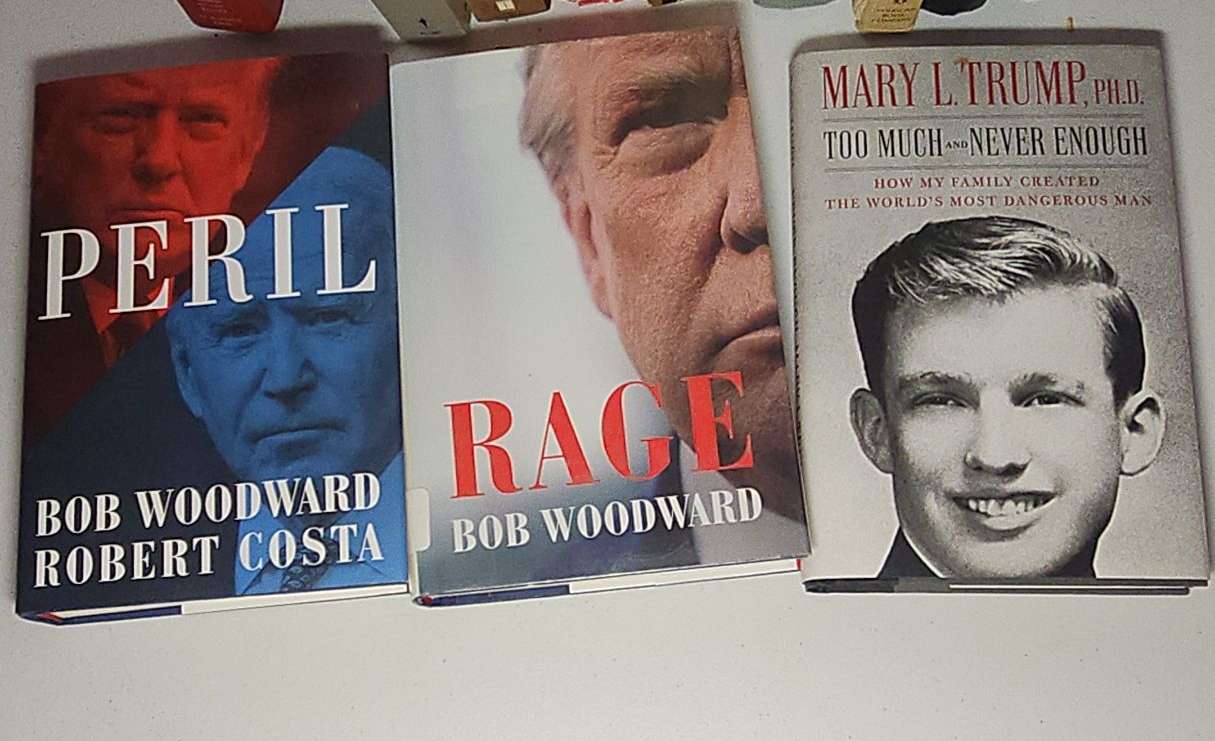 PERIL
BOB WOODWARD
ROBERT COSTA
RAGE
BOB WOODWARD
MARY L. TRUMP, PH.D.
TOO MUCH AND NEVER ENOUGH
HOW MY FAMILY CREATED
THE WORLD'S MOST DANGEROUS MAN